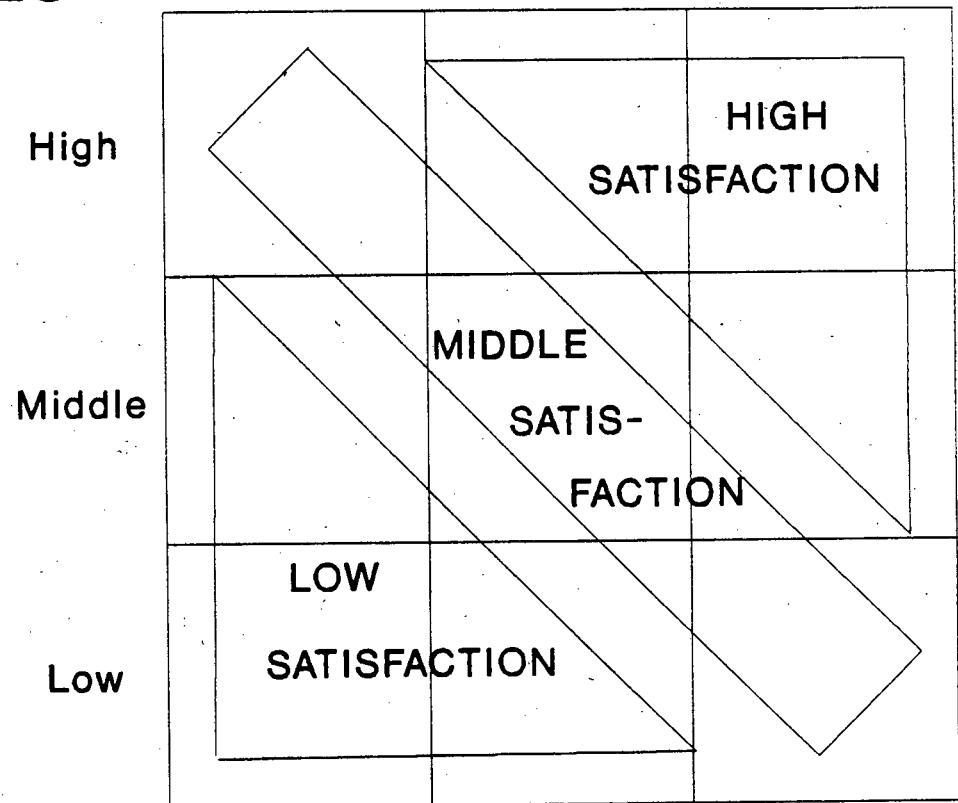 High
HIGH
SATISFACTION
Middle
MIDDLE
SATIS-
FACTION
Low
LOW
SATISFACTION